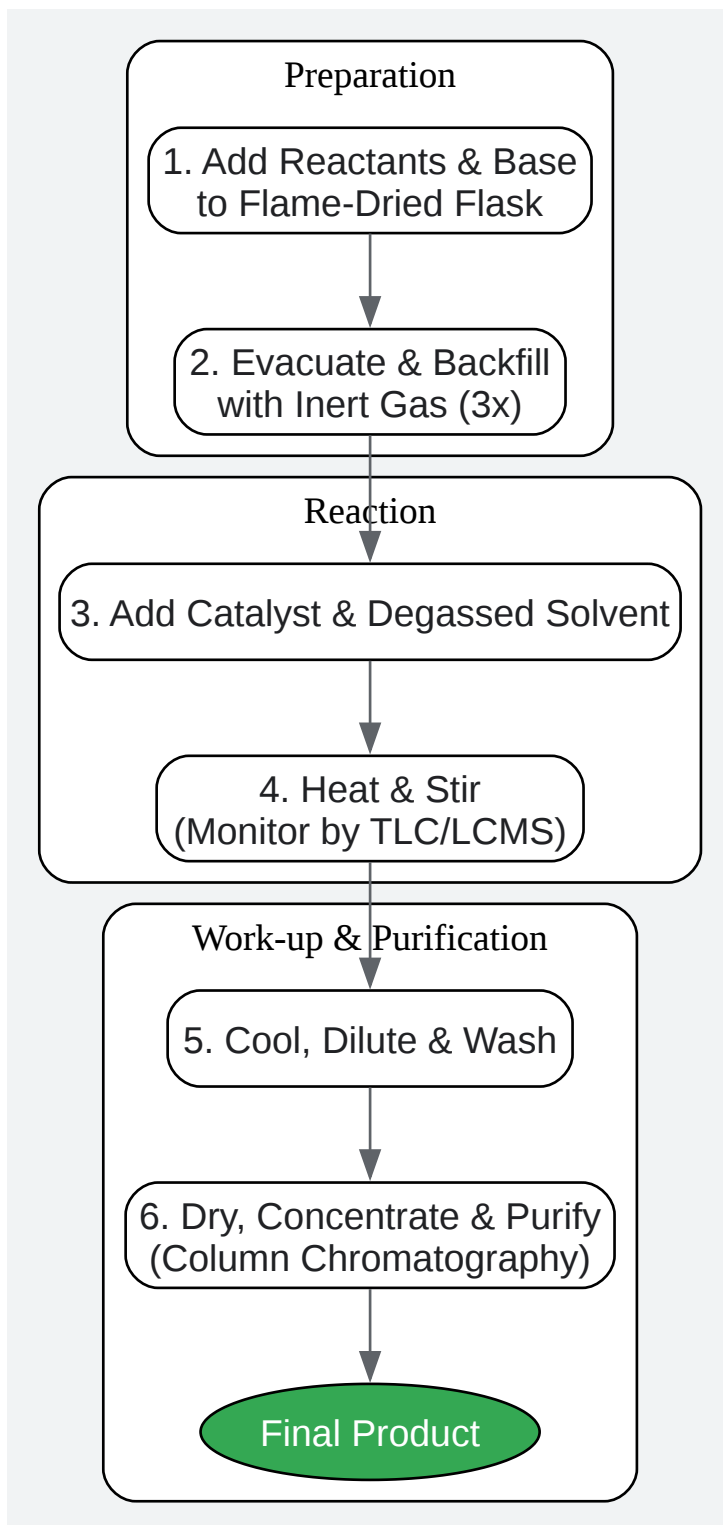 Preparation
1. Add Reactants & Base
to Flame-Dried Flask
2. Evacuate & Backfill
with Inert Gas (3x)
Reaction
3. Add Catalyst & Degassed Solvent
4. Heat & Stir
(Monitor by TLC/LCMS)
Work-up & Purification
5. Cool, Dilute & Wash
6. Dry, Concentrate & Purify
(Column Chromatography)
Final Product